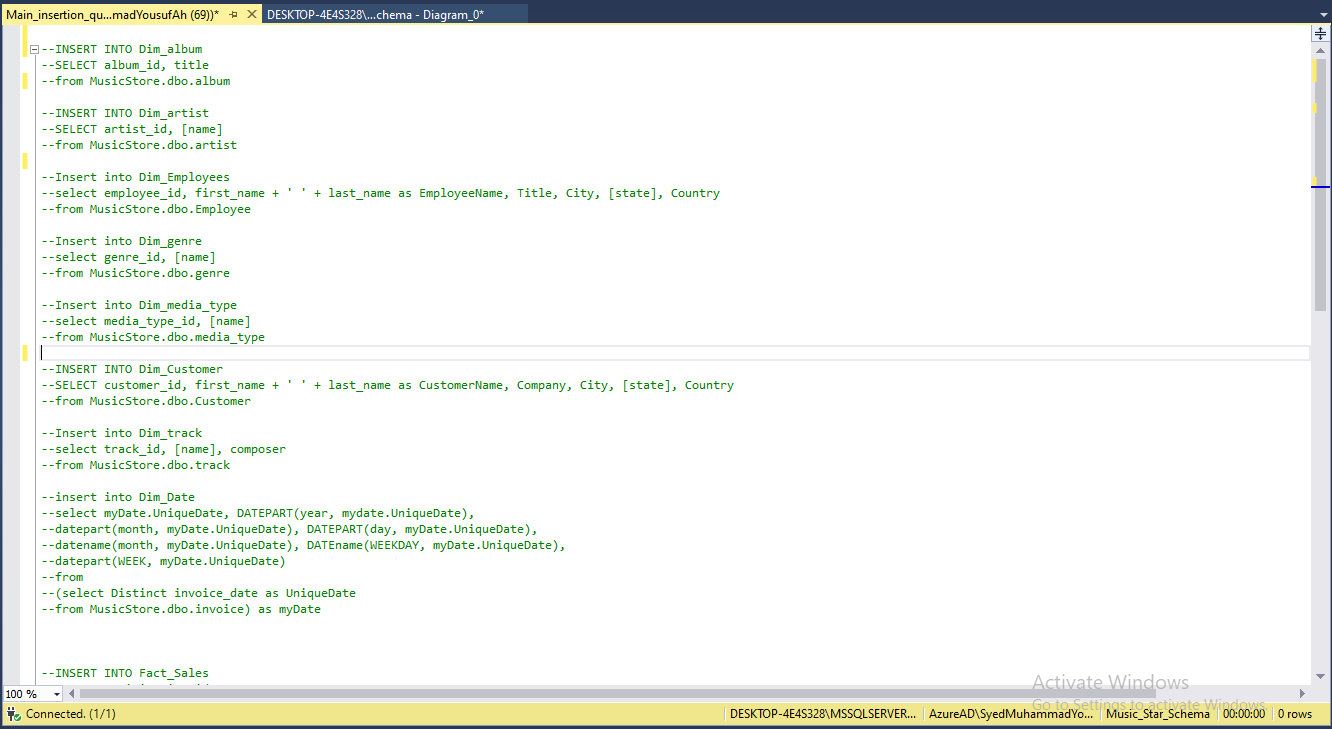 Main_insertion_qu...madYousufAh (69))*
DESKTOP-4E4S328\...chema - Diagram_0*
--INSERT INTO Dim_album
--SELECT album_id, title
--from MusicStore.dbo.album
--INSERT INTO Dim_artist
--SELECT artist_id, [name]
--from MusicStore.dbo.artist
--Insert into Dim_Employees
--select employee_id, first_name + ' ' + last_name as EmployeeName, Title, City, [state], Country
--from MusicStore.dbo.Employee
--Insert into Dim_genre
--select genre_id, [name]
--from MusicStore.dbo.genre
--Insert into Dim_media_type
--select media_type_id, [name]
--from MusicStore.dbo.media_type
--INSERT INTO Dim_Customer
--SELECT customer_id, first_name + ' ' + last_name as CustomerName, Company, City, [state], Country
--from MusicStore.dbo.Customer
--Insert into Dim_track
--select track_id, [name], composer
--from MusicStore.dbo.track
--insert into Dim_Date
--select myDate.UniqueDate, DATEPART(year, mydate.UniqueDate),
--datepart(month, myDate.UniqueDate), DATEPART(day, myDate.UniqueDate),
--datename(month, myDate.UniqueDate), DATEname(WEEKDAY, myDate.UniqueDate),
--datepart(WEEK, myDate.UniqueDate)
--from
--(select Distinct invoice_date as UniqueDate
--from MusicStore.dbo.invoice) as myDate
--INSERT INTO Fact_Sales
100 %
Activate Windows
Go to Settings to activate Windows.
Connected. (1/1)
DESKTOP-4E4S328\MSSQLSERVER...
AzureAD\SyedMuhammadYo...
Music_Star_Schema
00:00:00
0 rows